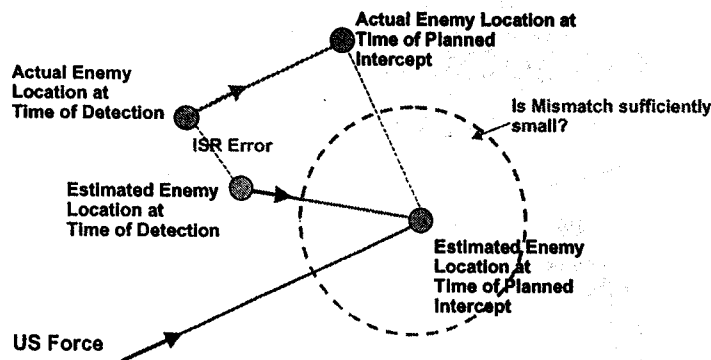 Actual Enemy Location at
Time of Planned
Intercept
Actual Enemy
Location at
Time of Detection
Is Mismatch sufficiently
small?
ISR Error
Estimated Enemy
Location at
Time of Detection
Estimated Enemy
Location at
Time of Planned
Intercept
US Force